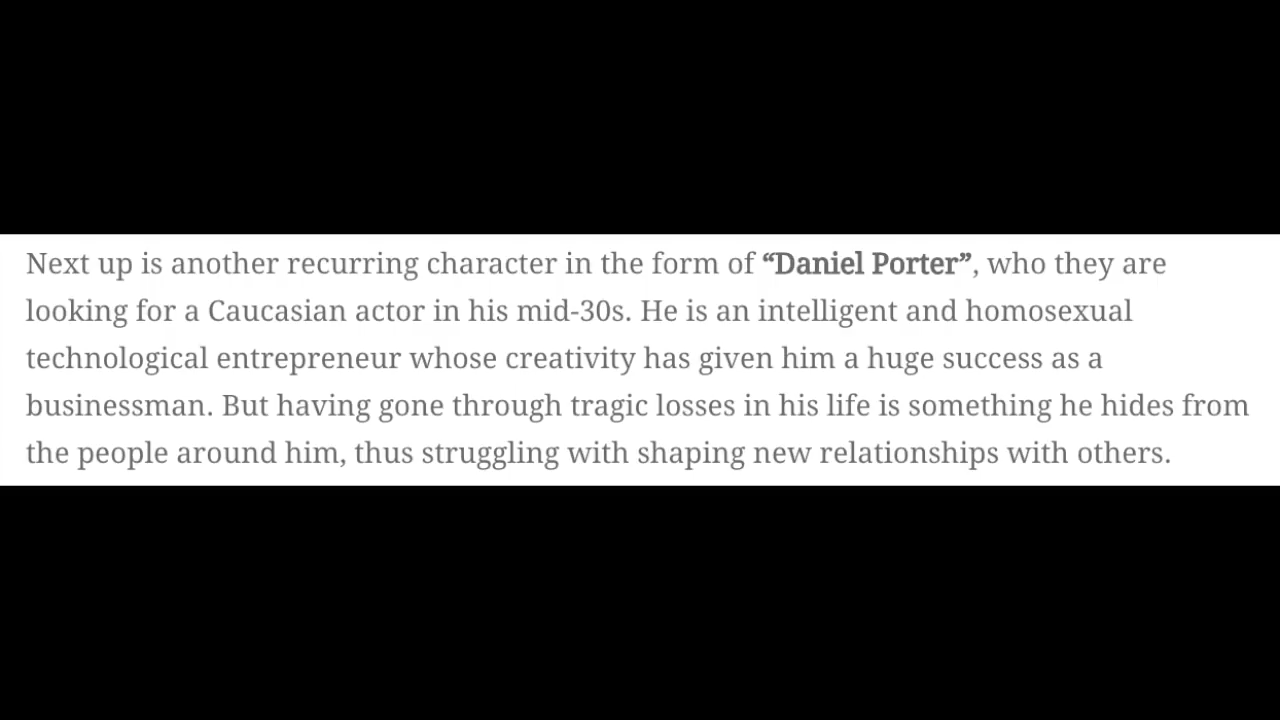 Next up is another recurring character in the form of “Daniel Porter”, who they are
looking for a Caucasian actor in his mid-30s. He is an intelligent and homosexual
technological entrepreneur whose creativity has given him a huge success as a
businessman. But having gone through tragic losses in his life is something he hides from
the people around him, thus struggling with shaping new relationships with others.